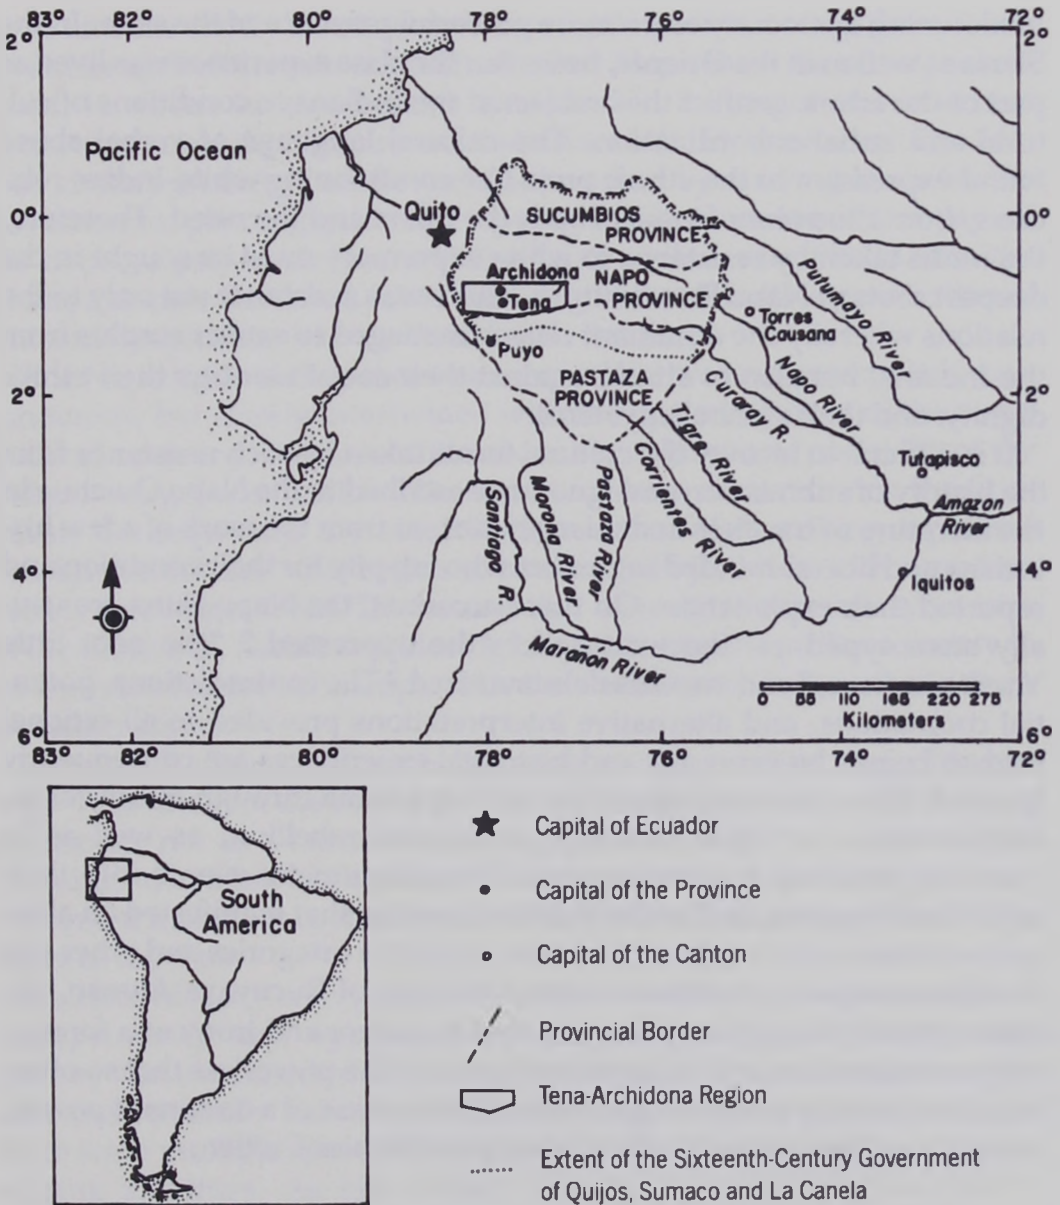 83° 82° 80° 78° 76° 74° 72°
2° 2°
Pacific Ocean
0° 0°
Quito
SUCUMBIOS
PROVINCE
Archidona
Tena
NAPO
PROVINCE
Puyo
Torres
Causana
Putumayo River
Napo River
Curaray R.
PASTAZA
PROVINCE
Tigre River
Corrientes River
Pastaza River
Morona River
Santiago R.
2° 2°
Tutapisco
Amazon
River
4° 4°
Iquitos
Marañon River
0 55 110 165 220 275
Kilometers
6° 6°
83° 82° 80° 78° 76° 74° 72°
South
America
Capital of Ecuador
Capital of the Province
Capital of the Canton
Provincial Border
Tena-Archidona Region
Extent of the Sixteenth-Century Government
of Quijos, Sumaco and La Canela